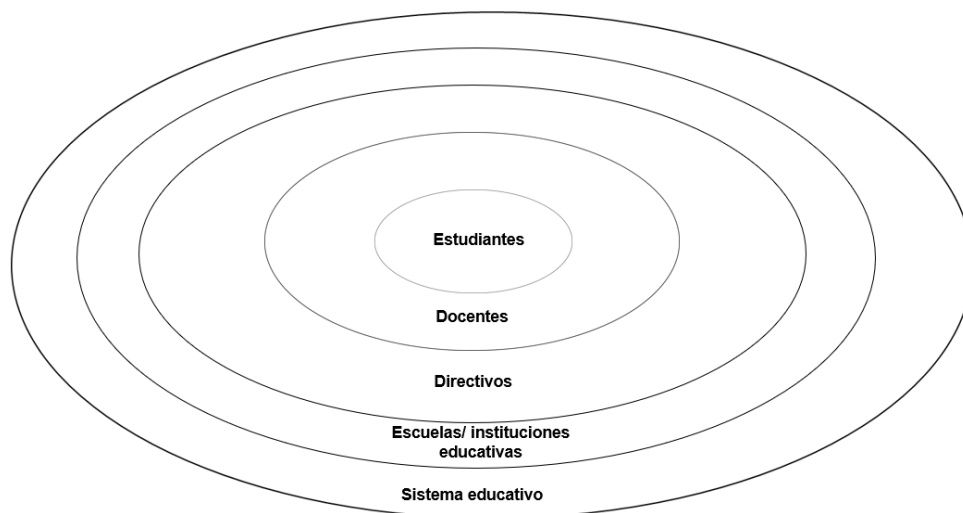 Estudiantes
Docentes
Directivos
Escuelas/ instituciones
educativas
Sistema educativo